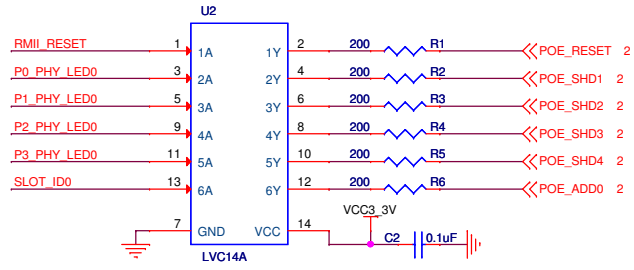 U2
RMII_RESET 1 1A 1Y 2 200 R1 POE_RESET 2
P0_PHY_LED0 3 2A 2Y 4 200 R2 POE_SHD1 2
P1_PHY_LED0 5 3A 3Y 6 200 R3 POE_SHD2 2
P2_PHY_LED0 9 4A 4Y 8 200 R4 POE_SHD3 2
P3_PHY_LED0 11 5A 5Y 10 200 R5 POE_SHD4 2
SLOT_ID0 13 6A 6Y 12 200 R6 POE_ADD0 2
VCC3_3V
7 GND VCC 14
C2 0.1uF
LVC14A